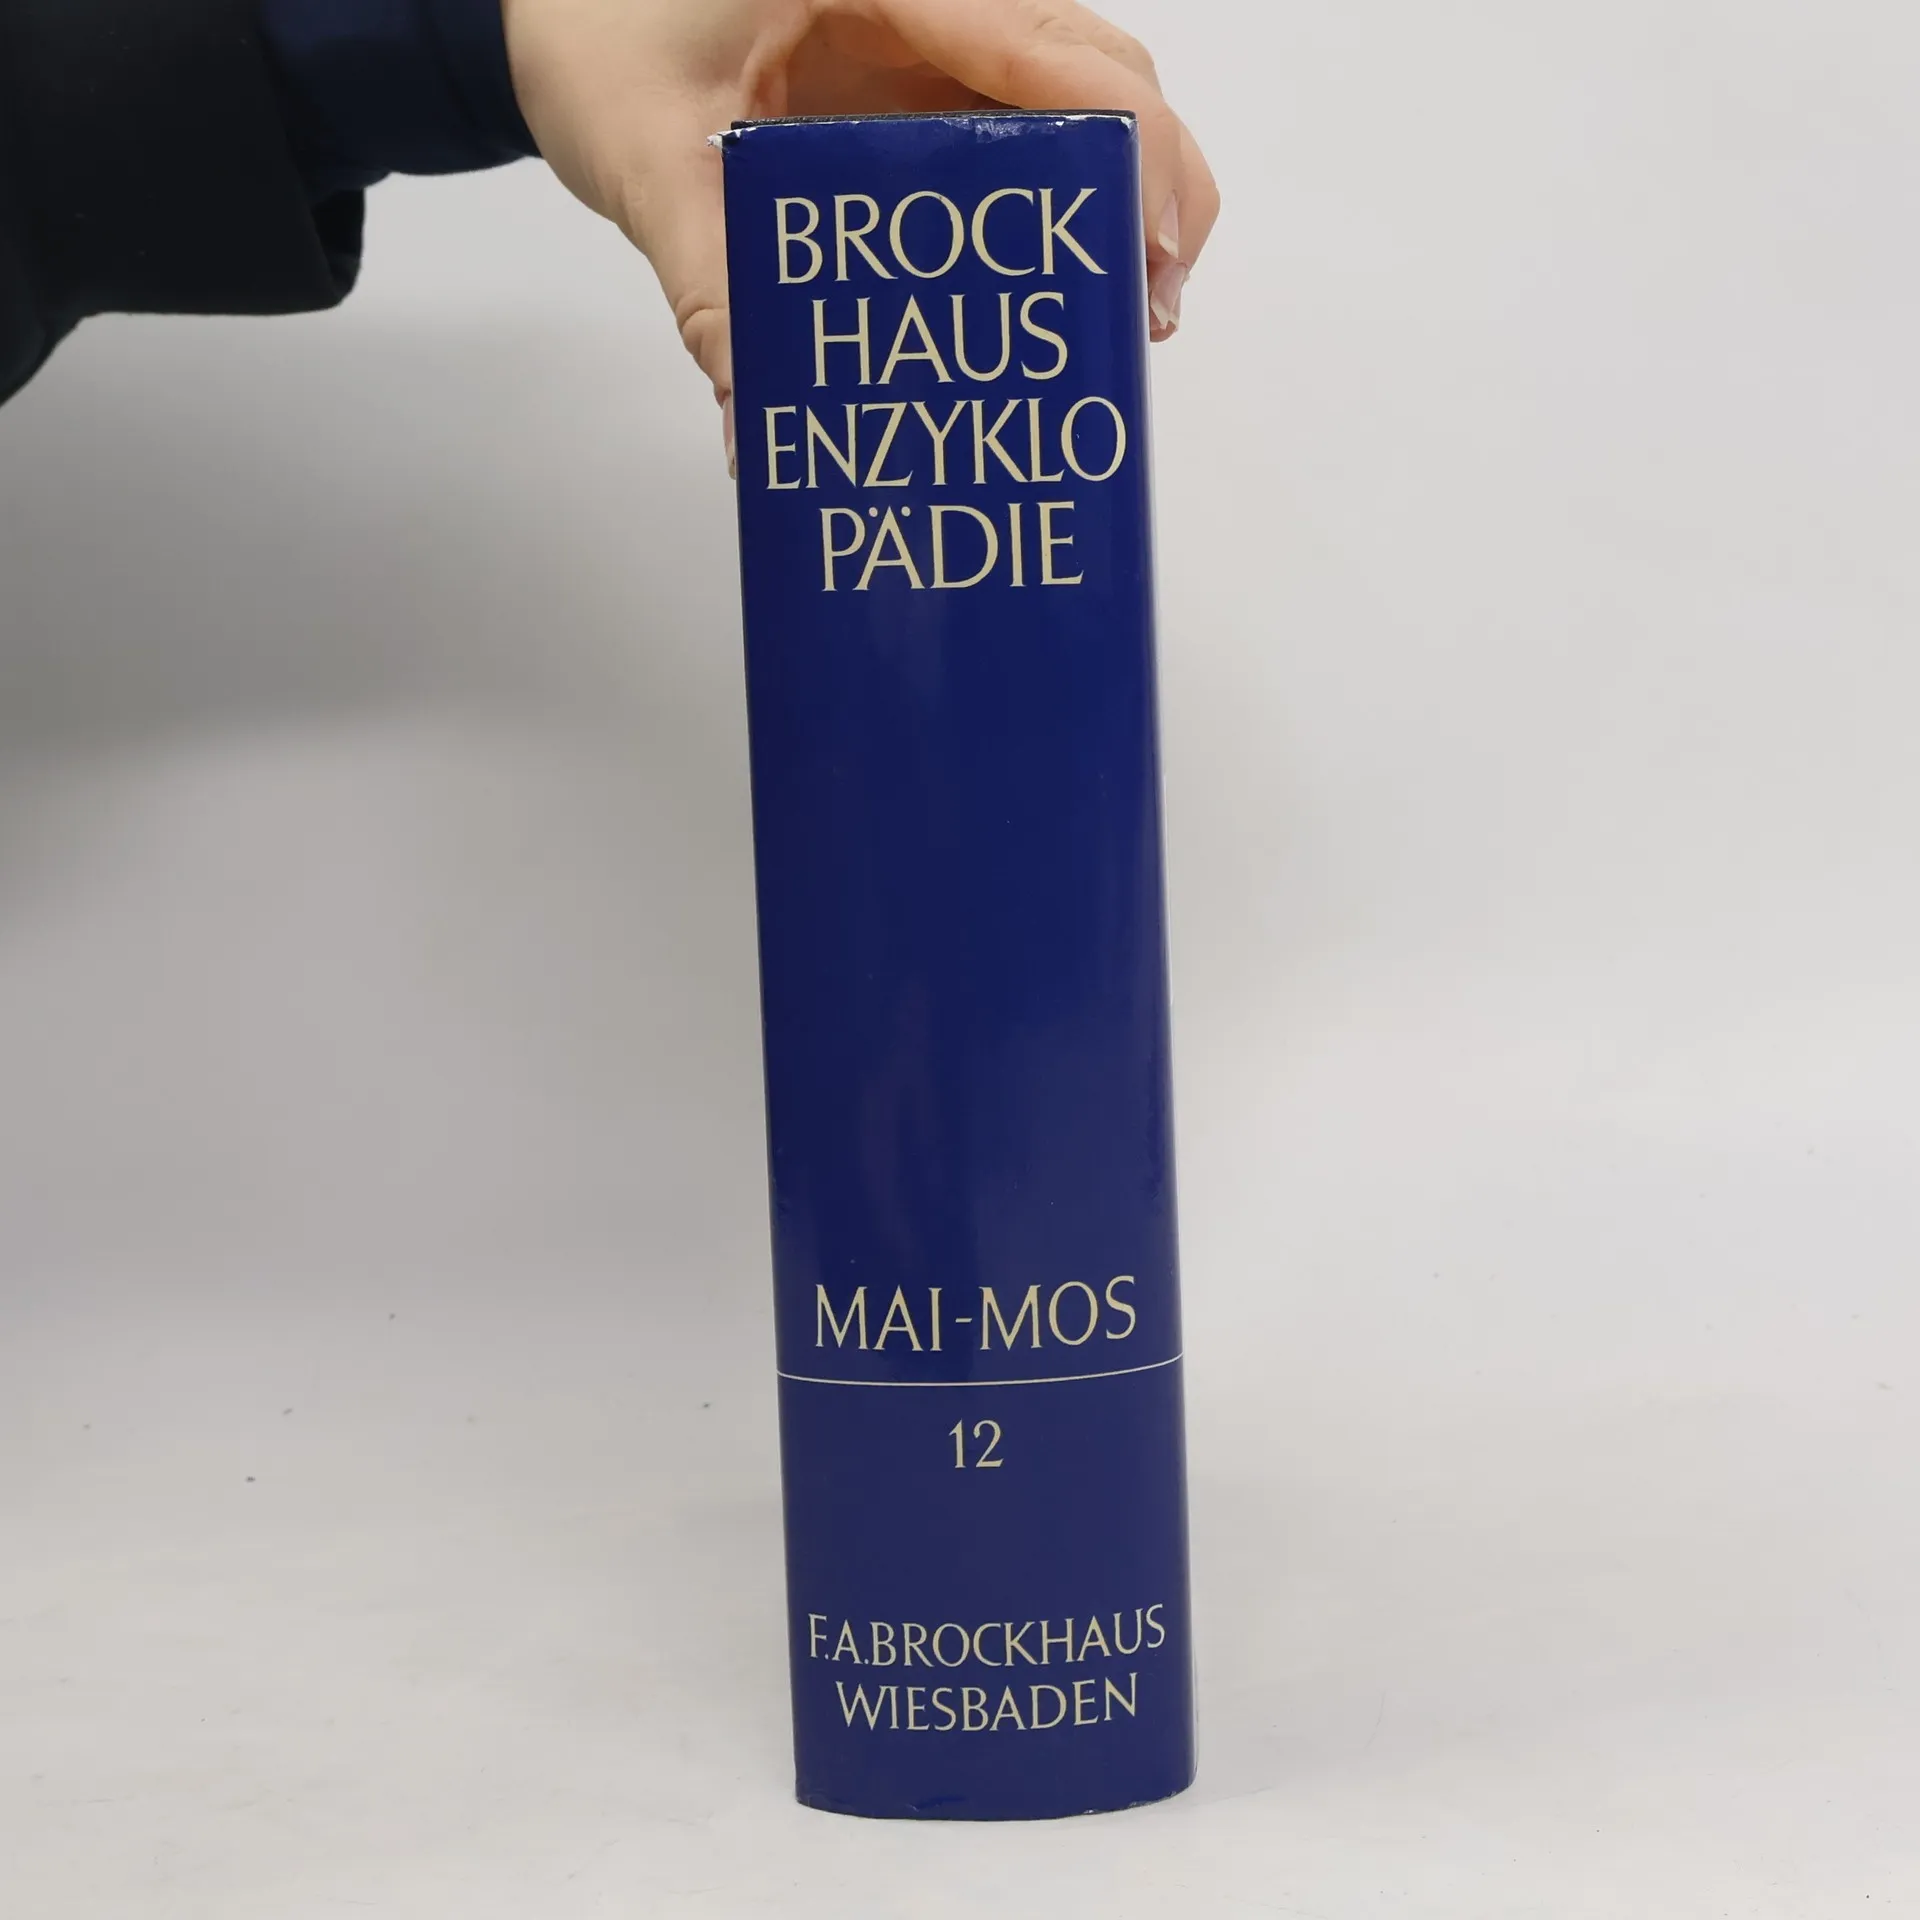 BROCK
HAUS
ENZYKLO
PÄDIE
MAI-MOS
12
F.A.BROCKHAUS
WIESBADEN